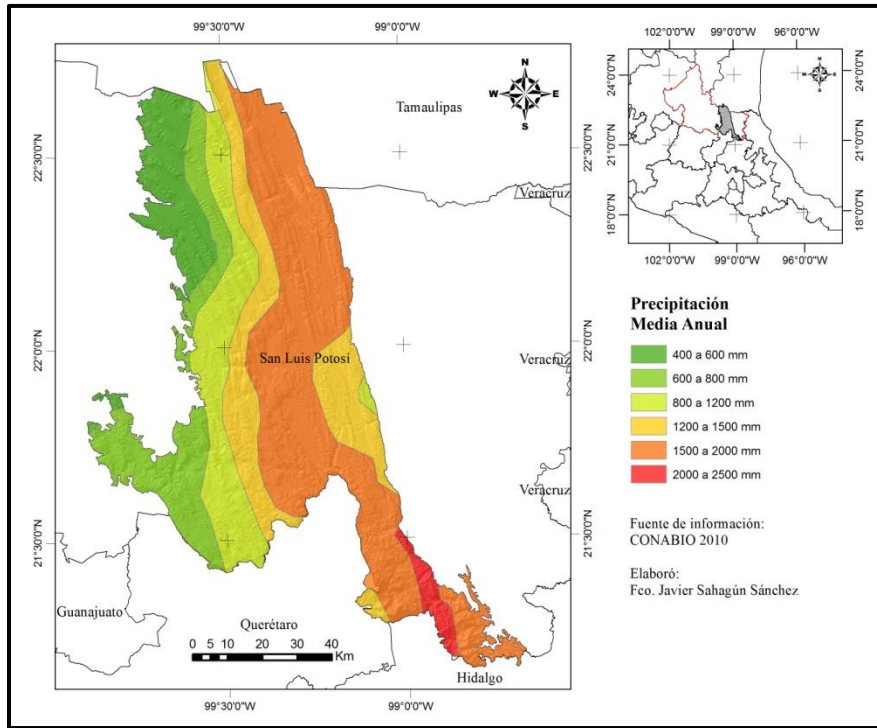 99°30'0"W 99°0'0"W
22°30'0"N
22°0'0"N
21°30'0"N
N
W E
S
Tamaulipas
Veracruz
San Luis Potosí
Veracruz
Veracruz
Guanajuato
Querétaro
0 5 10 20 30 40
Km
Hidalgo
22°30'0"N
22°0'0"N
21°30'0"N
99°30'0"W 99°0'0"W
102°0'0"W 99°0'0"W 96°0'0"W
24°0'0"N
21°0'0"N
18°0'0"N
N
W E
S
24°0'0"N
21°0'0"N
18°0'0"N
102°0'0"W 99°0'0"W 96°0'0"W
Precipitación
Media Anual
400 a 600 mm
600 a 800 mm
800 a 1200 mm
1200 a 1500 mm
1500 a 2000 mm
2000 a 2500 mm
Fuente de información:
CONABIO 2010
Elaboró:
Fco. Javier Sahagún Sánchez